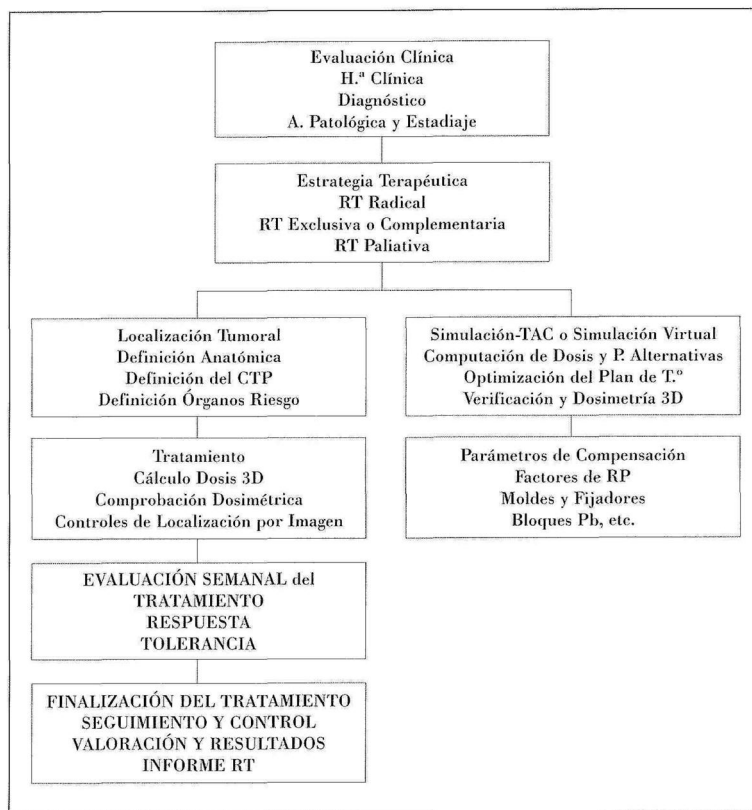 Evaluación Clínica
H.ª Clínica
Diagnóstico
A. Patológica y Estadiaje
Estrategia Terapéutica
RT Radical
RT Exclusiva o Complementaria
RT Paliativa
Localización Tumoral
Definición Anatómica
Definición del CTP
Definición Órganos Riesgo
Simulación-TAC o Simulación Virtual
Computación de Dosis y P. Alternativas
Optimización del Plan de T.º
Verificación y Dosimetría 3D
Tratamiento
Cálculo Dosis 3D
Comprobación Dosimétrica
Controles de Localización por Imagen
Parámetros de Compensación
Factores de RP
Moldes y Fijadores
Bloques Pb, etc.
EVALUACIÓN SEMANAL del
TRATAMIENTO
RESPUESTA
TOLERANCIA
FINALIZACIÓN DEL TRATAMIENTO
SEGUIMIENTO Y CONTROL
VALORACIÓN Y RESULTADOS
INFORME RT